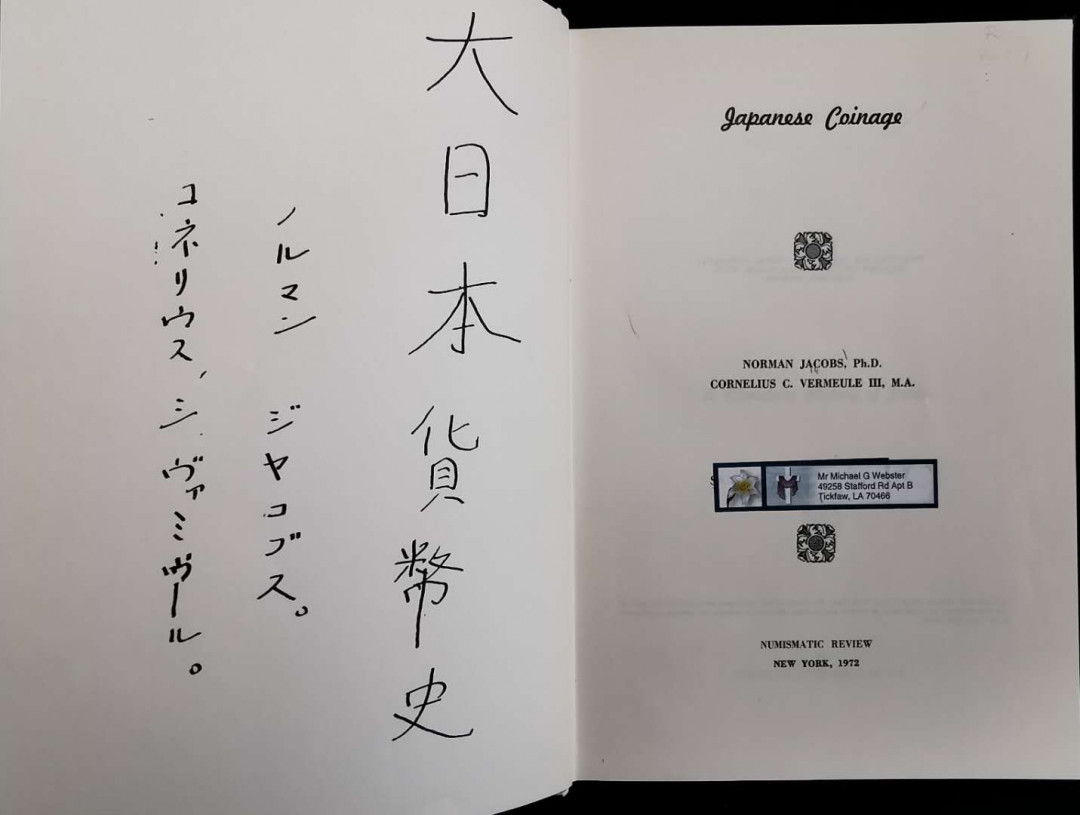 大日本貨幣史
ノルマン ジヤコブス。
コネリウス、シ ヴァミヴール。
Japanese Coinage
NORMAN JACOBS, Ph.D.
CORNELIUS C. VERMEULE III, M.A.
Mr Michael G Webster
49258 Stafford Rd Apt B
Tickfaw, LA 70466
NUMISMATIC REVIEW
NEW YORK, 1972